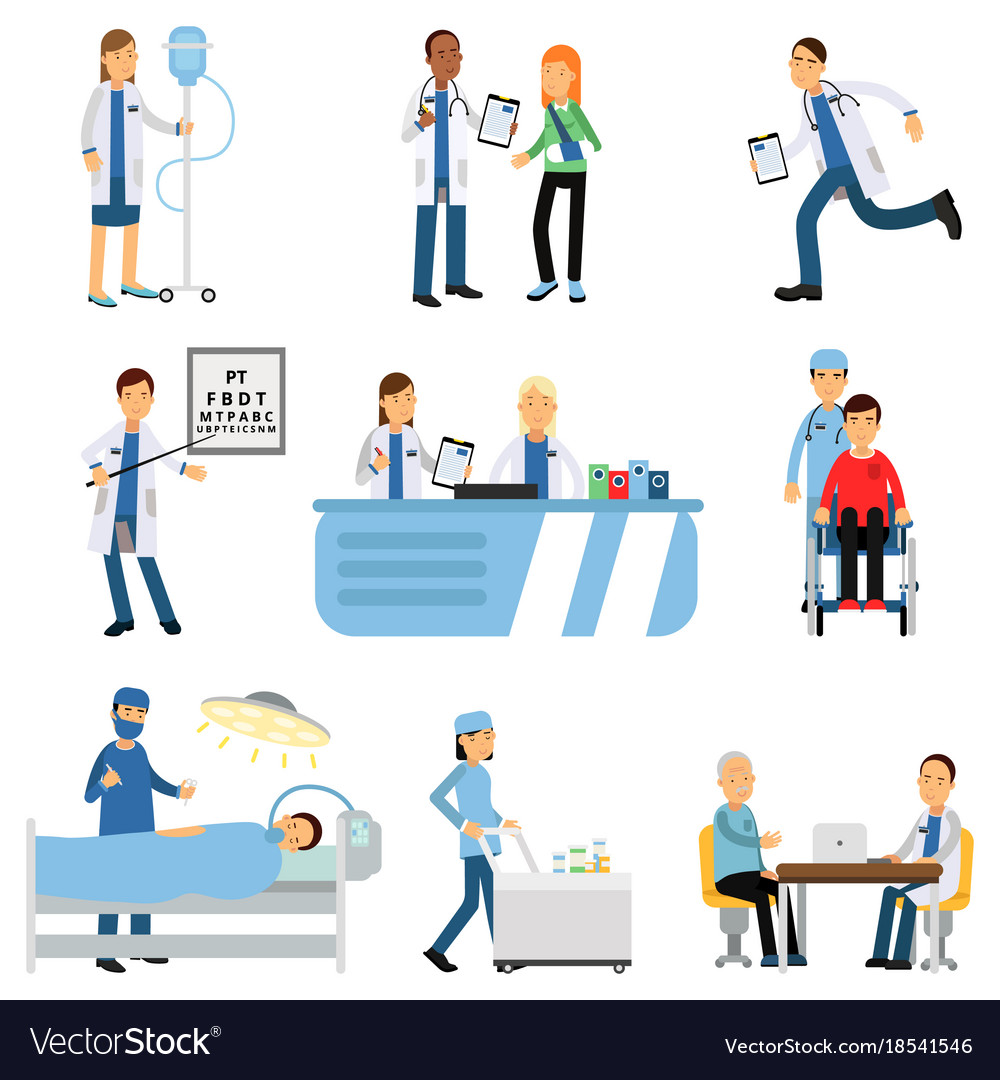 PT
FBDT
MTPABC
UBPTEICSNM
VectorStock®
VectorStock.com/18541546